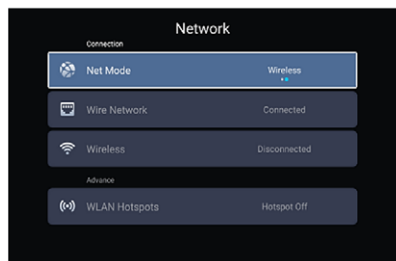 Network
Connection
Net Mode Wireless
Wire Network Connected
Wireless Disconnected
Advance
WLAN Hotspots Hotspot Off